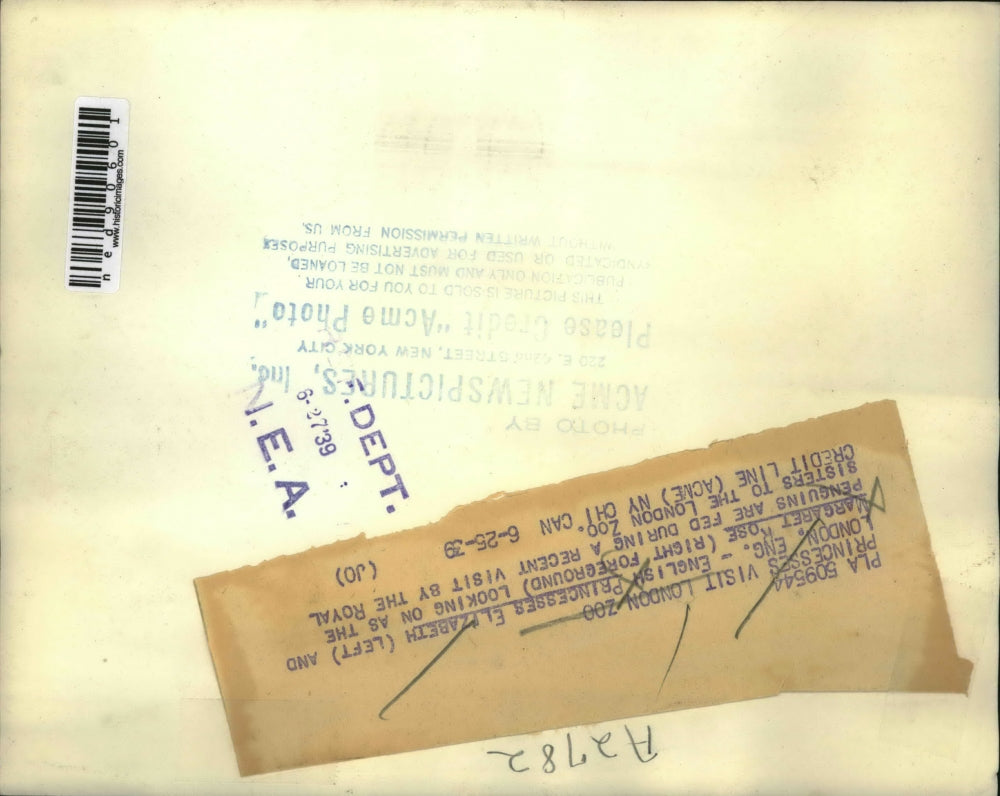 A2782
PLA 509544
PRINCESSES VISIT LONDON ZOO
LONDON, ENG. - ENGLISH PRINCESSES ELIZABETH (LEFT) AND
MARGARET ROSE (RIGHT FOREGROUND) LOOKING ON AS THE
PENGUINS ARE FED DURING A RECENT VISIT BY THE ROYAL
SISTERS TO THE LONDON ZOO.
CREDIT LINE (ACME) NY CHI CAN 6-25-39 (JO)
PHOTO BY
ACME NEWSPICTURES, Inc.
220 E. 42nd STREET, NEW YORK CITY
Please Credit "Acme Photo"
THIS PICTURE IS SOLD TO YOU FOR YOUR
PUBLICATION ONLY AND MUST NOT BE LOANED,
SYNDICATED OR USED FOR ADVERTISING PURPOSES
WITHOUT WRITTEN PERMISSION FROM US.
N.E.A.
6-27'39
DEPT.
ned90601
www.historicimages.com